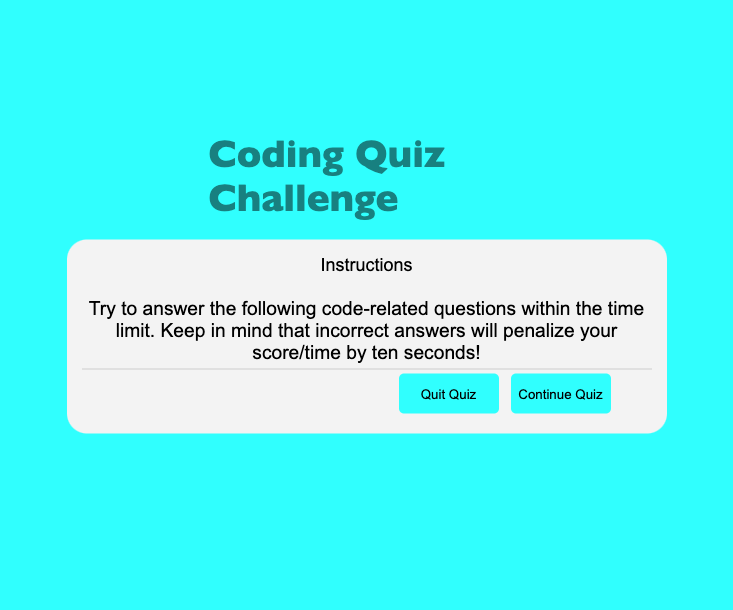 Coding Quiz
Challenge
Instructions
Try to answer the following code-related questions within the time
limit. Keep in mind that incorrect answers will penalize your
score/time by ten seconds!
Quit Quiz
Continue Quiz